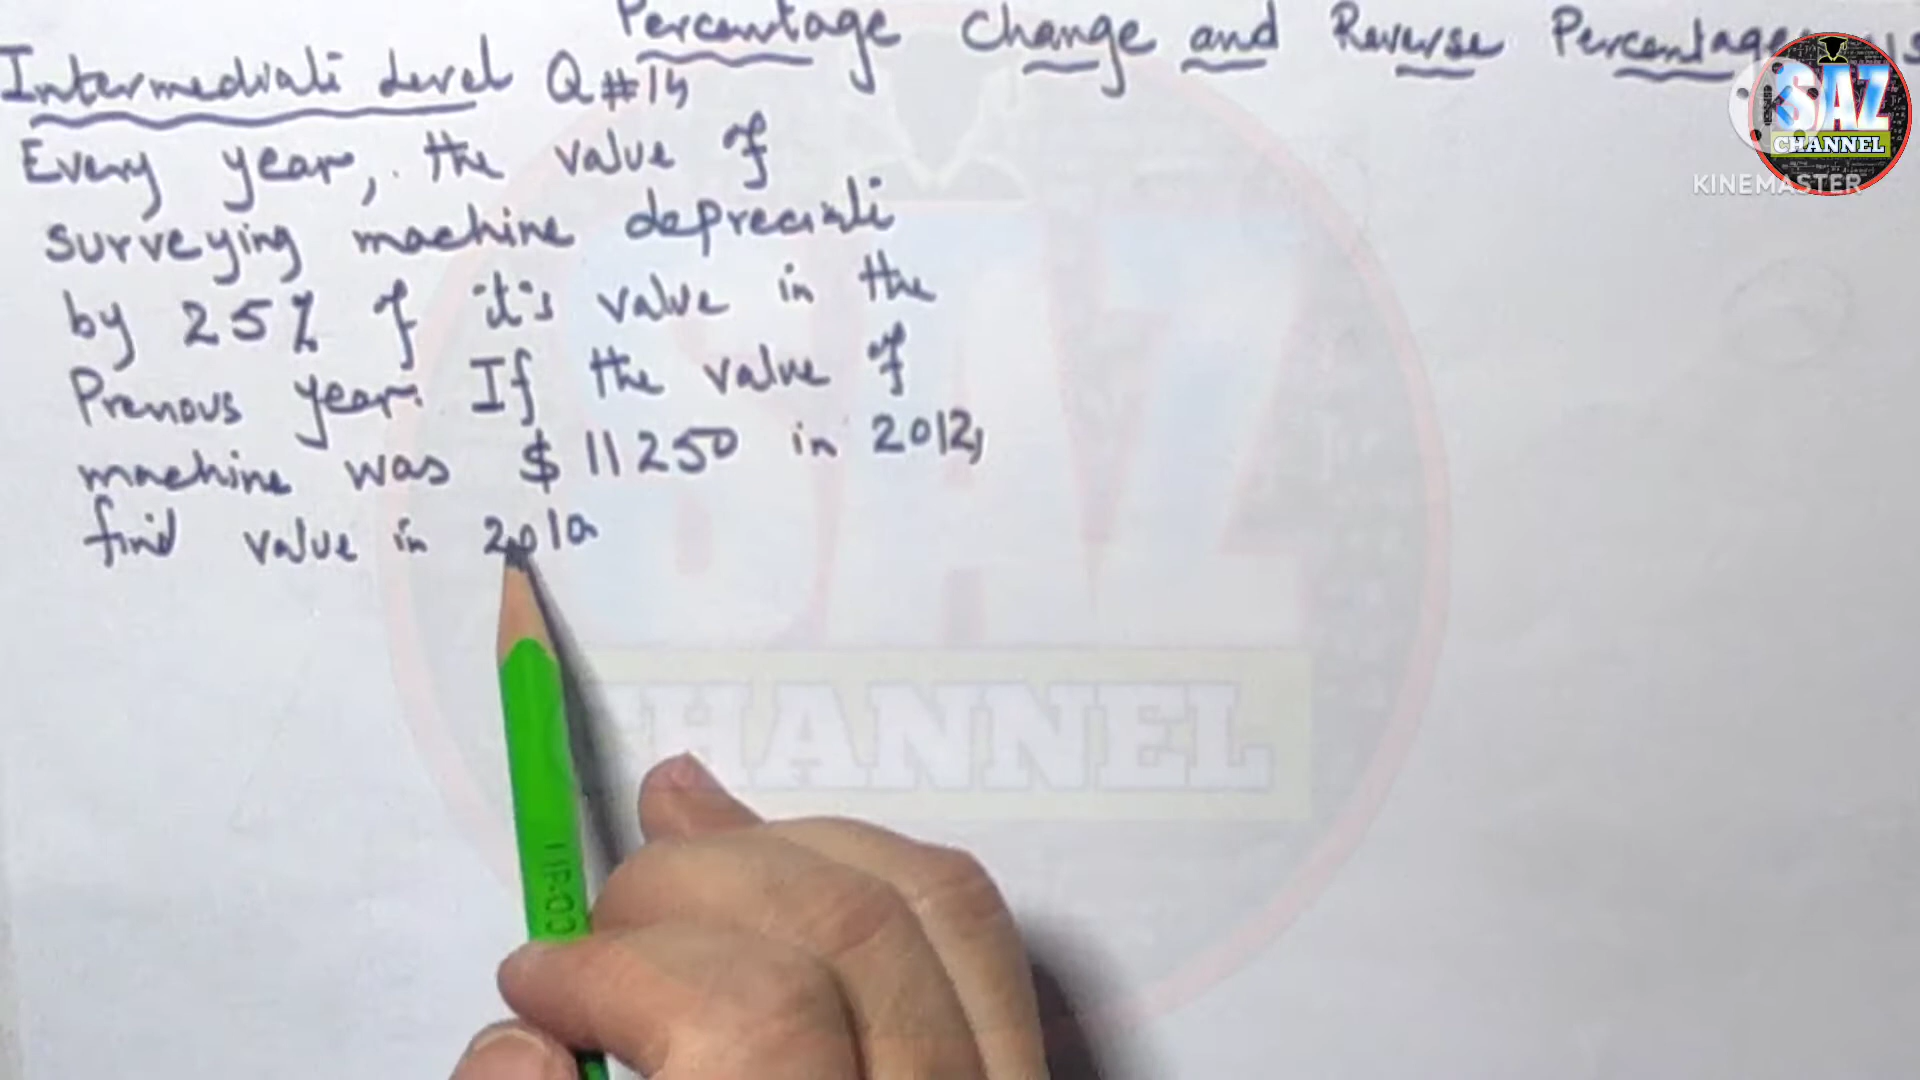 Percentage Change and Reverse Percentage
Intermediate Level Q#14
Every year, the value of
surveying machine depreciate
by 25% of it's value in the
Previous year. If the value of
machine was $11250 in 2012,
find value in 2010
SAZ
CHANNEL
KINEMASTER
SAZ
CHANNEL